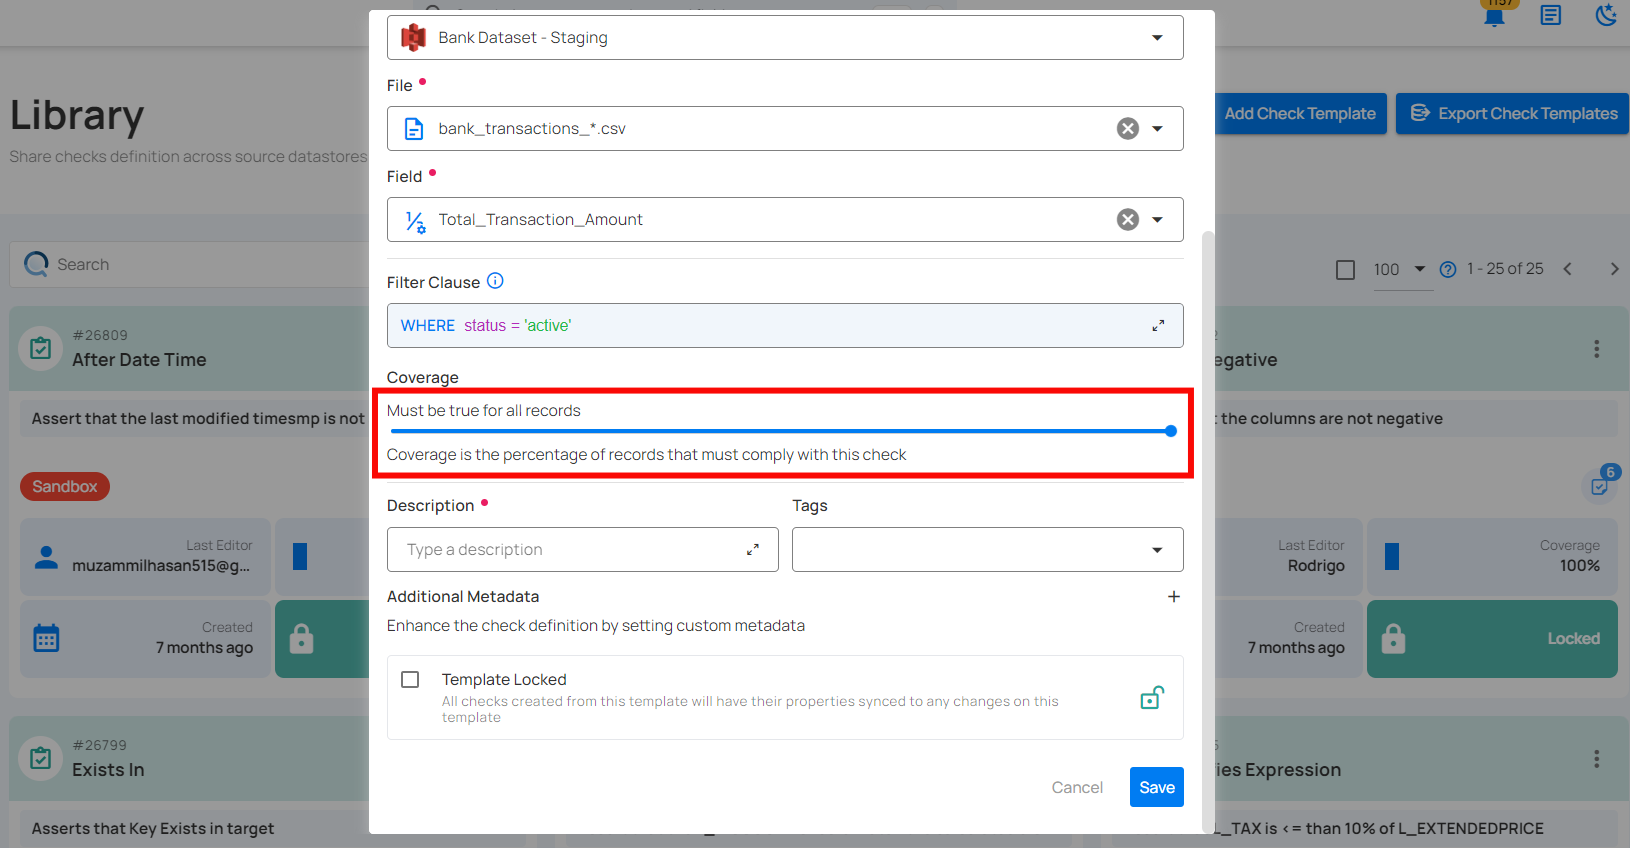 1157
Library
Share checks definition across source datastores
Add Check Template
Export Check Templates
Search
100
1 - 25 of 25
Bank Dataset - Staging
File
bank_transactions_*.csv
Field
Total_Transaction_Amount
Filter Clause
WHERE status = 'active'
Coverage
Must be true for all records
Coverage is the percentage of records that must comply with this check
Description
Tags
Type a description
Additional Metadata
Enhance the check definition by setting custom metadata
Template Locked
All checks created from this template will have their properties synced to any changes on this
template
Cancel
Save
#26809
After Date Time
Assert that the last modified timesmp is not
Sandbox
Last Editor
muzammilhasan515@g...
Created
7 months ago
egative
t the columns are not negative
6
Last Editor
Rodrigo
Coverage
100%
Created
7 months ago
Locked
#26799
Exists In
Asserts that Key Exists in target
ies Expression
L_TAX is <= than 10% of L_EXTENDEDPRICE